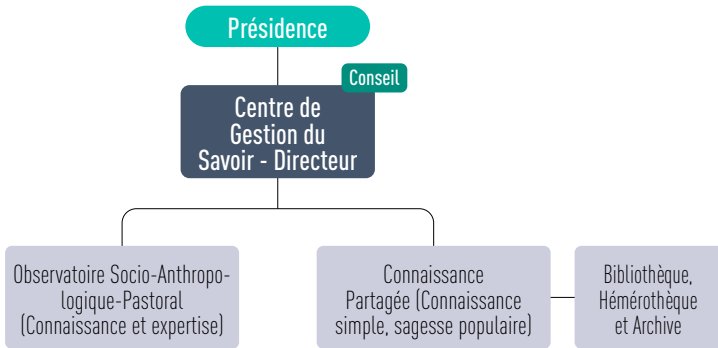 Présidence
Conseil
Centre de
Gestion du
Savoir - Directeur
Observatoire Socio-Anthropo-
logique-Pastoral
(Connaissance et expertise)
Connaissance
Partagée (Connaissance
simple, sagesse populaire)
Bibliothèque,
Hémérothèque
et Archive